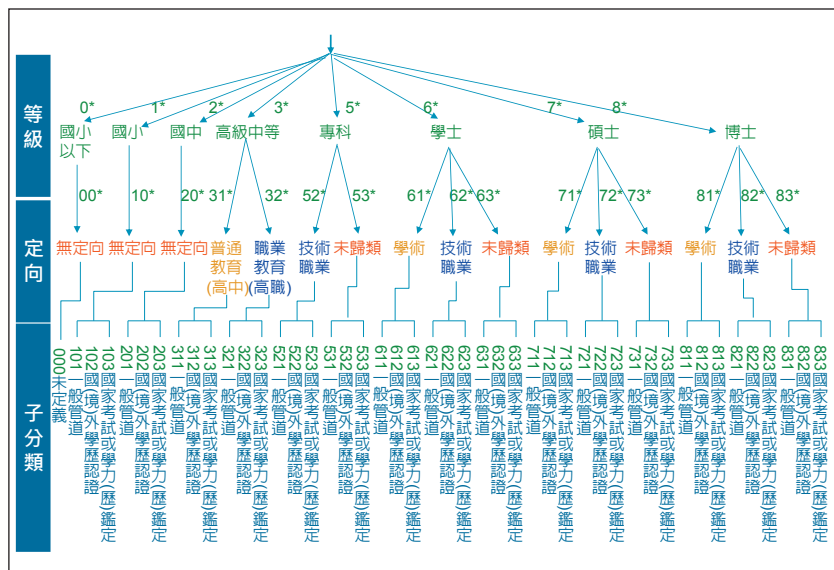 等級
0*
1*
2*
3*
5*
6*
7*
8*
國小以下
國小
國中
高級中等
專科
學士
碩士
博士
00*
10*
20*
31*
32*
52*
53*
61*
62*
63*
71*
72*
73*
81*
82*
83*
定向
無定向
無定向
無定向
普通教育(高中)
職業教育(高職)
技術職業
未歸類
學術
技術職業
未歸類
學術
技術職業
未歸類
學術
技術職業
未歸類
子分類
000未定義
101一般管道
102國(境)外學歷認證
103國家考試或學力(歷)鑑定
201一般管道
202國(境)外學歷認證
203國家考試或學力(歷)鑑定
311一般管道
312國(境)外學歷認證
313國家考試或學力(歷)鑑定
321一般管道
322國(境)外學歷認證
323國家考試或學力(歷)鑑定
521一般管道
522國(境)外學歷認證
523國家考試或學力(歷)鑑定
531一般管道
532國(境)外學歷認證
533國家考試或學力(歷)鑑定
611一般管道
612國(境)外學歷認證
613國家考試或學力(歷)鑑定
621一般管道
622國(境)外學歷認證
623國家考試或學力(歷)鑑定
631一般管道
632國(境)外學歷認證
633國家考試或學力(歷)鑑定
711一般管道
712國(境)外學歷認證
713國家考試或學力(歷)鑑定
721一般管道
722國(境)外學歷認證
723國家考試或學力(歷)鑑定
731一般管道
732國(境)外學歷認證
733國家考試或學力(歷)鑑定
811一般管道
812國(境)外學歷認證
813國家考試或學力(歷)鑑定
821一般管道
822國(境)外學歷認證
823國家考試或學力(歷)鑑定
831一般管道
832國(境)外學歷認證
833國家考試或學力(歷)鑑定